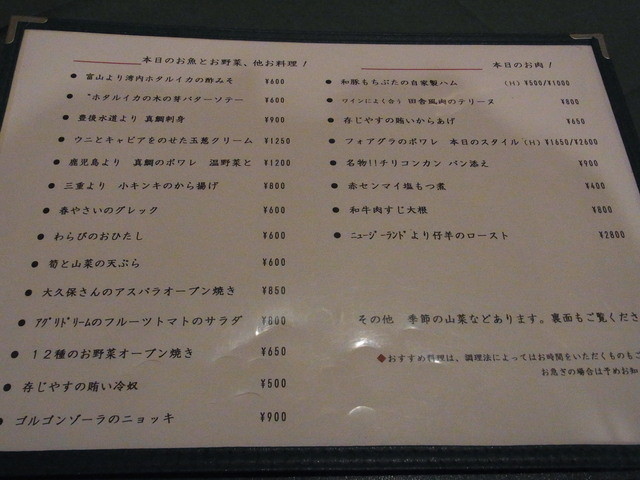 本日のお魚とお野菜、他お料理!
● 富山より湾内ホタルイカの酢みそ ¥600
● 〃ホタルイカの木の芽バターソテー ¥600
● 豊後水道より 真鯛刺身 ¥900
● ウニとキャビアをのせた玉葱クリーム ¥1250
● 鹿児島より 真鯛のポワレ 温野菜と ¥1200
● 三重より 小キンキのから揚げ ¥800
● 春やさいのグレック ¥600
● わらびのおひたし ¥600
● 筍と山菜の天ぷら ¥600
● 大久保さんのアスパラオーブン焼き ¥850
● アグリドリームのフルーツトマトのサラダ ¥800
● 12種のお野菜オーブン焼き ¥650
● 存じやすの賄い冷奴 ¥500
● ゴルゴンゾーラのニョッキ ¥900
本日のお肉!
● 和豚もちぶたの自家製ハム (H) ¥500/¥1000
● ワインによく合う 田舎風肉のテリーヌ ¥800
● 存じやすの賄いからあげ ¥650
● フォアグラのポワレ 本日のスタイル(H) ¥1650/¥2600
● 名物!!チリコンカン パン添え ¥900
● 赤センマイ塩もつ煮 ¥400
● 和牛肉すじ大根 ¥800
● ニュージーランドより仔羊のロースト ¥2800
その他 季節の山菜などあります。裏面もご覧くださ
◆おすすめ料理は、調理法によってはお時間をいただくものもご
お急ぎの場合は予めお知